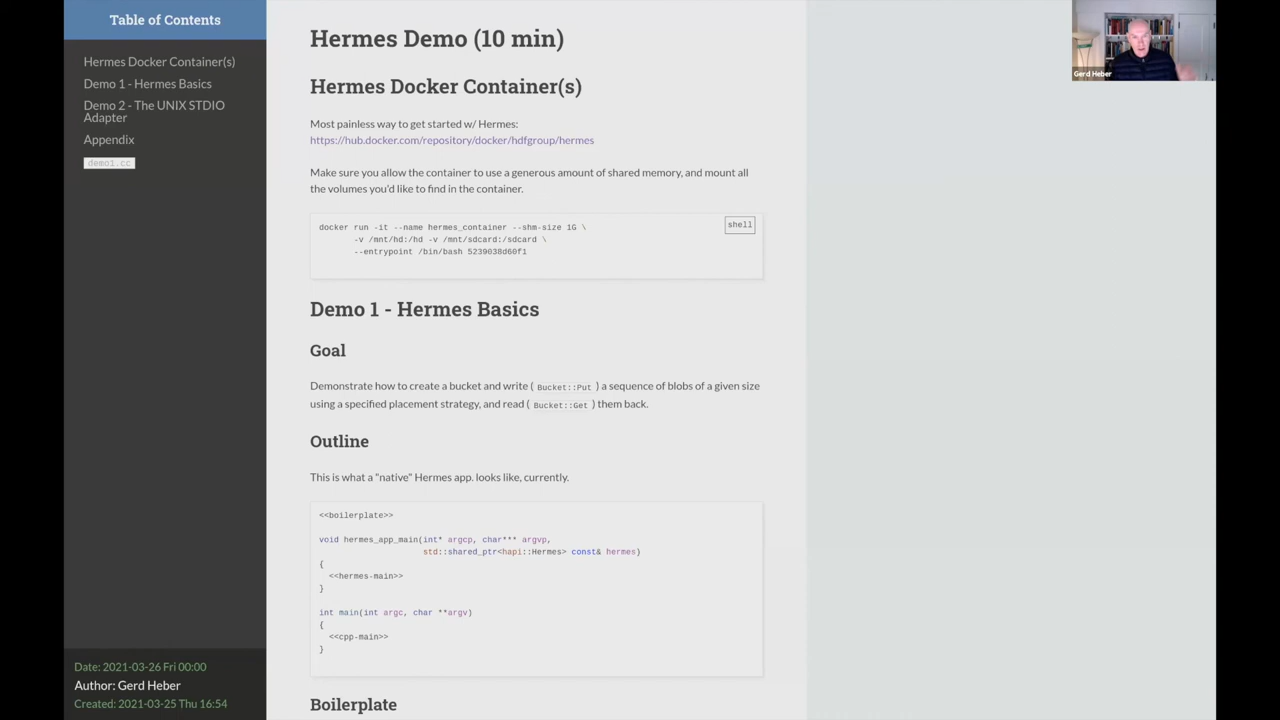 Table of Contents
Hermes Docker Container(s)
Demo 1 - Hermes Basics
Demo 2 - The UNIX STDIO
Adapter
Appendix
demo1.cc
Date: 2021-03-26 Fri 00:00
Author: Gerd Heber
Created: 2021-03-25 Thu 16:54
Hermes Demo (10 min)
Hermes Docker Container(s)
Most painless way to get started w/ Hermes:
https://hub.docker.com/repository/docker/hdfgroup/hermes
Make sure you allow the container to use a generous amount of shared memory, and mount all
the volumes you'd like to find in the container.
shell
docker run -it --name hermes_container --shm-size 1G \
-v /mnt/hd:/hd -v /mnt/sdcard:/sdcard \
--entrypoint /bin/bash 5239038d60f1
Demo 1 - Hermes Basics
Goal
Demonstrate how to create a bucket and write ( Bucket::Put ) a sequence of blobs of a given size
using a specified placement strategy, and read ( Bucket::Get ) them back.
Outline
This is what a "native" Hermes app. looks like, currently.
<<boilerplate>>
void hermes_app_main(int* argcp, char*** argvp,
std::shared_ptr<hapi::Hermes> const& hermes)
{
<<hermes-main>>
}
int main(int argc, char **argv)
{
<<cpp-main>>
}
Boilerplate
Gerd Heber